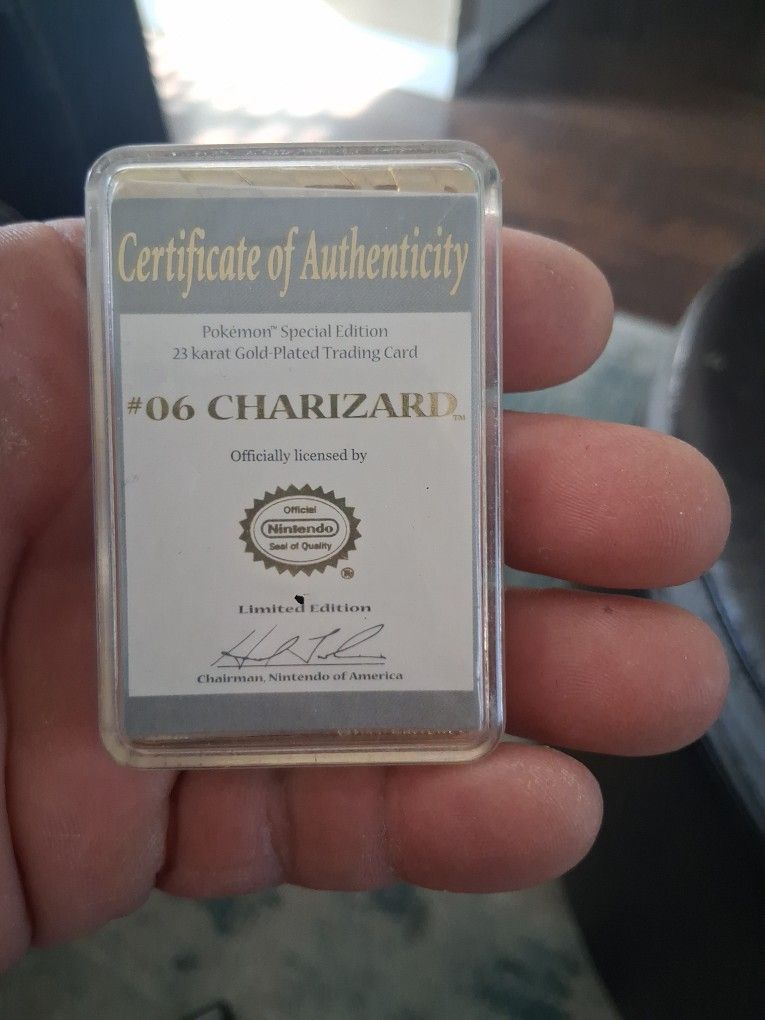 Certificate of Authenticity
Pokémon™ Special Edition
23 karat Gold-Plated Trading Card
#06 CHARIZARD™
Officially licensed by
Official
Nintendo
Seal of Quality
®
Limited Edition
Chairman, Nintendo of America